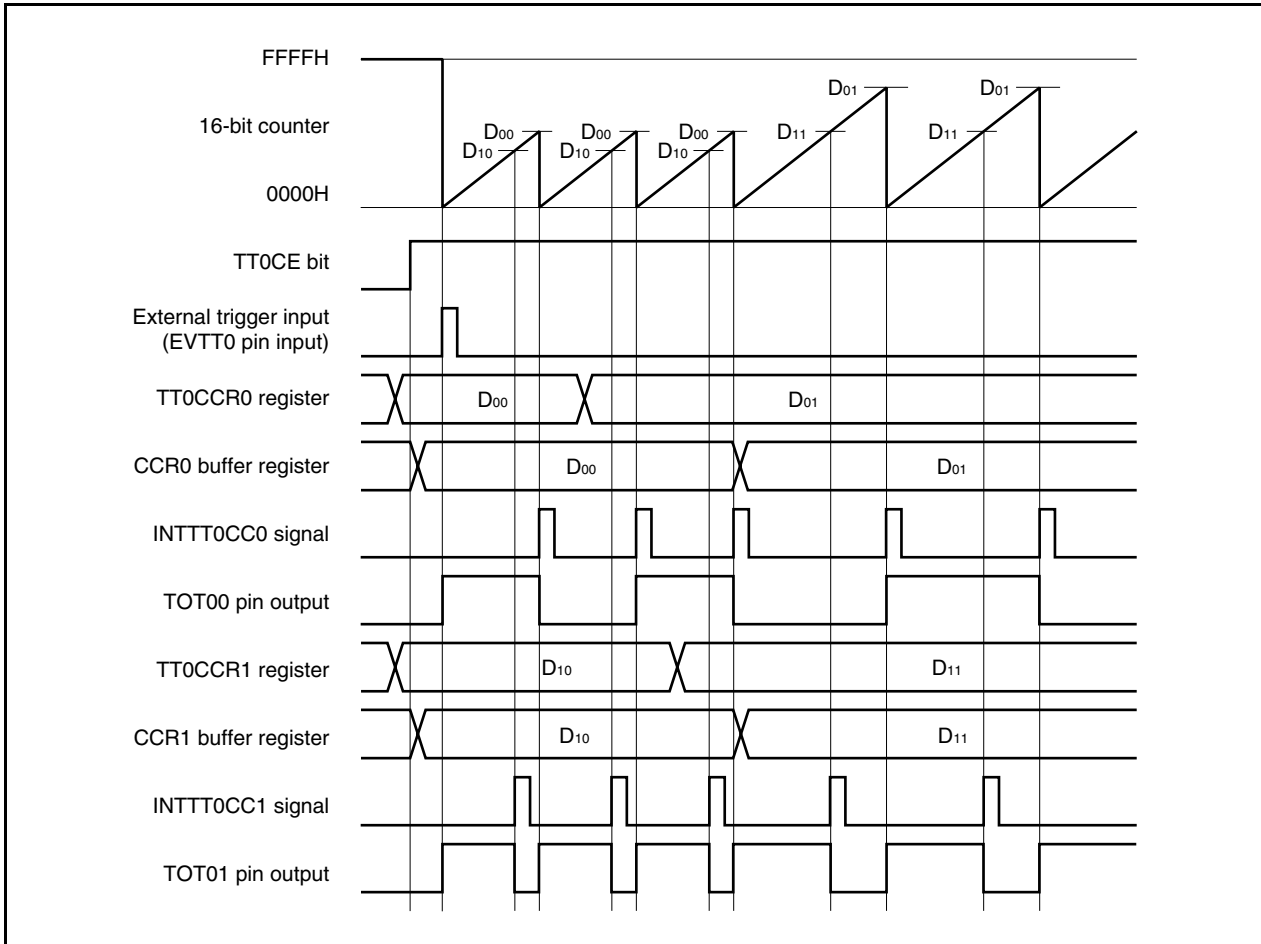 FFFFH
D01 D01
16-bit counter
D00 D00 D00 D11 D11
D10 D10 D10
0000H
TT0CE bit
External trigger input
(EVTT0 pin input)
TT0CCR0 register D00 D01
CCR0 buffer register D00 D01
INTTT0CC0 signal
TOT00 pin output
TT0CCR1 register D10 D11
CCR1 buffer register D10 D11
INTTT0CC1 signal
TOT01 pin output